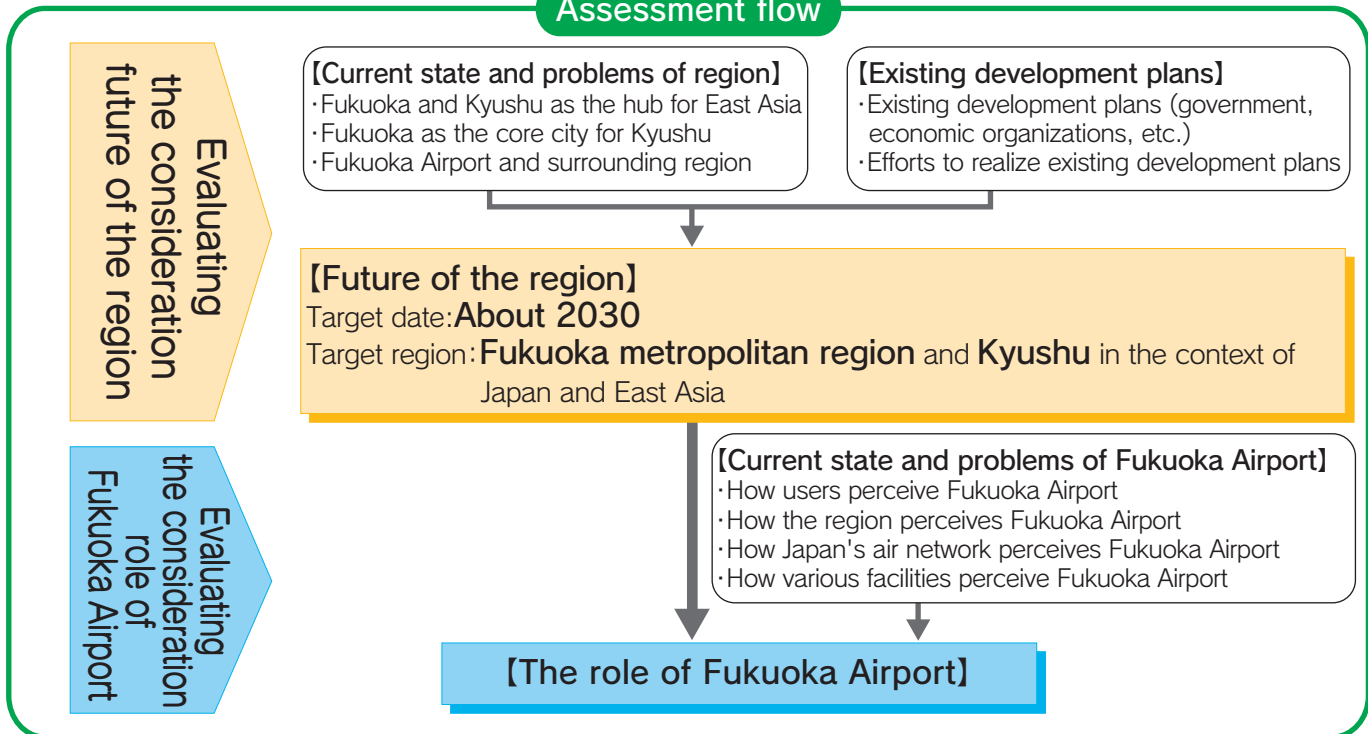 Assessment flow
Evaluating
the consideration
future of the region
【Current state and problems of region】
·Fukuoka and Kyushu as the hub for East Asia
·Fukuoka as the core city for Kyushu
·Fukuoka Airport and surrounding region
【Existing development plans】
·Existing development plans (government,
economic organizations, etc.)
·Efforts to realize existing development plans
【Future of the region】
Target date:About 2030
Target region:Fukuoka metropolitan region and Kyushu in the context of
Japan and East Asia
Evaluating
the consideration
role of
Fukuoka Airport
【Current state and problems of Fukuoka Airport】
·How users perceive Fukuoka Airport
·How the region perceives Fukuoka Airport
·How Japan's air network perceives Fukuoka Airport
·How various facilities perceive Fukuoka Airport
【The role of Fukuoka Airport】